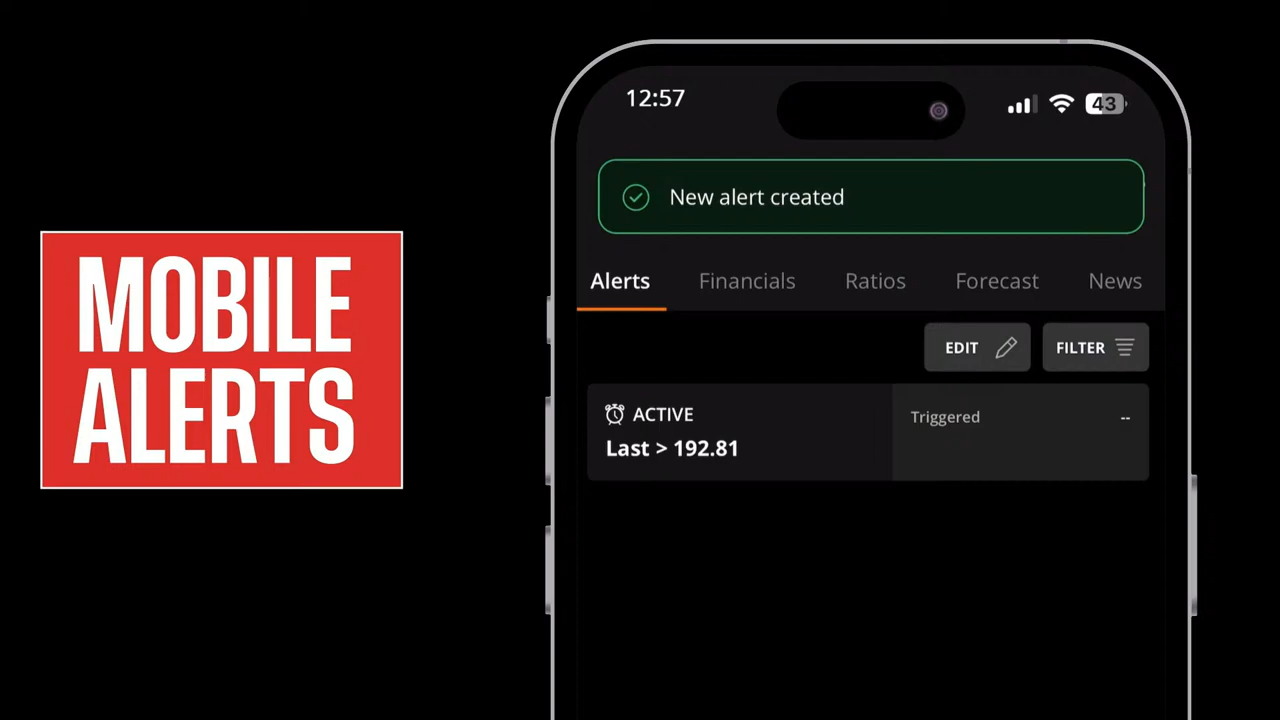 MOBILE
ALERTS
12:57
43
New alert created
Alerts Financials Ratios Forecast News
EDIT FILTER
ACTIVE
Last > 192.81
Triggered --